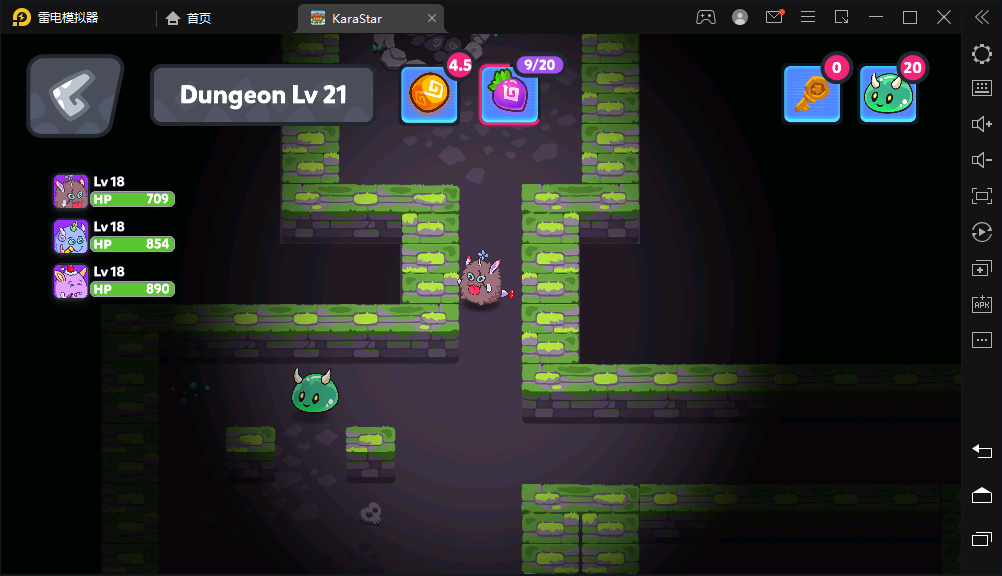 雷电模拟器
首页
KaraStar
Dungeon Lv 21
4.5
9/20
0
20
Lv 18
HP 709
Lv 18
HP 854
Lv 18
HP 890
APK